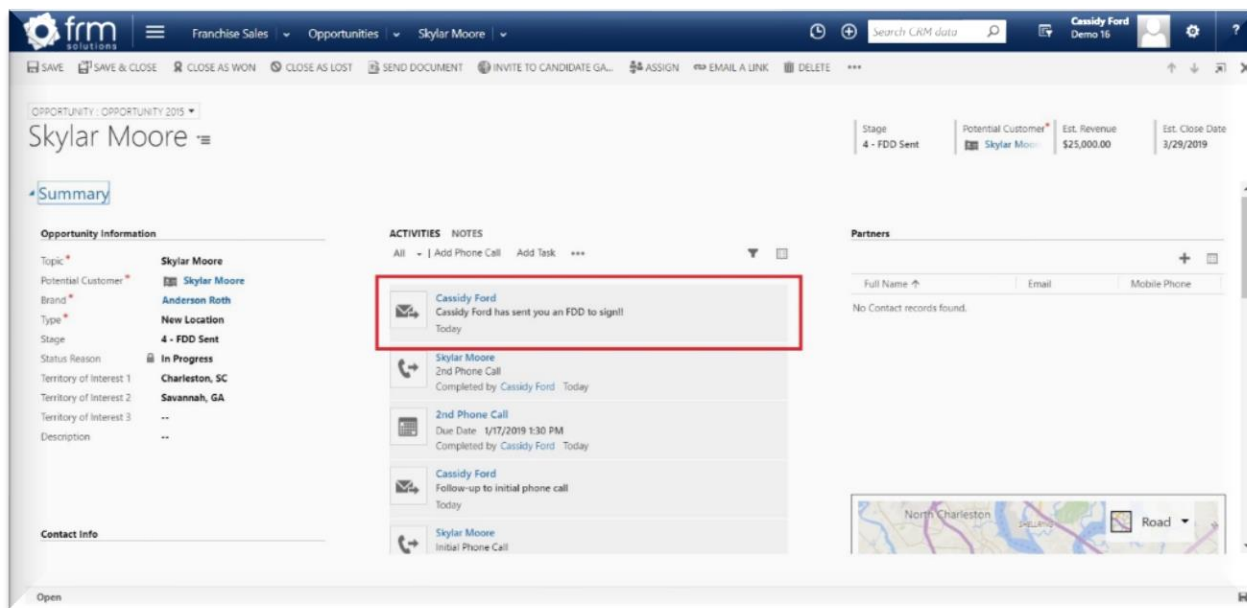 frm solutions Franchise Sales Opportunities Skylar Moore Search CRM data Cassidy Ford Demo 16 ?
SAVE SAVE & CLOSE CLOSE AS WON CLOSE AS LOST SEND DOCUMENT INVITE TO CANDIDATE GA... ASSIGN EMAIL A LINK DELETE ...
OPPORTUNITY : OPPORTUNITY 2015
Skylar Moore
Stage Potential Customer* Est. Revenue Est. Close Date
4 - FDD Sent Skylar Moore $25,000.00 3/29/2019
Summary
Opportunity Information
Topic* Skylar Moore
Potential Customer* Skylar Moore
Brand* Anderson Roth
Type* New Location
Stage 4 - FDD Sent
Status Reason In Progress
Territory of Interest 1 Charleston, SC
Territory of Interest 2 Savannah, GA
Territory of Interest 3 --
Description --
Contact Info
ACTIVITIES NOTES
All | Add Phone Call Add Task ...
Cassidy Ford
Cassidy Ford has sent you an FDD to sign!!
Today
Skylar Moore
2nd Phone Call
Completed by Cassidy Ford Today
2nd Phone Call
Due Date 1/17/2019 1:30 PM
Completed by Cassidy Ford Today
Cassidy Ford
Follow-up to initial phone call
Today
Skylar Moore
Initial Phone Call
Partners
Full Name Email Mobile Phone
No Contact records found.
North Charleston
Road
Open